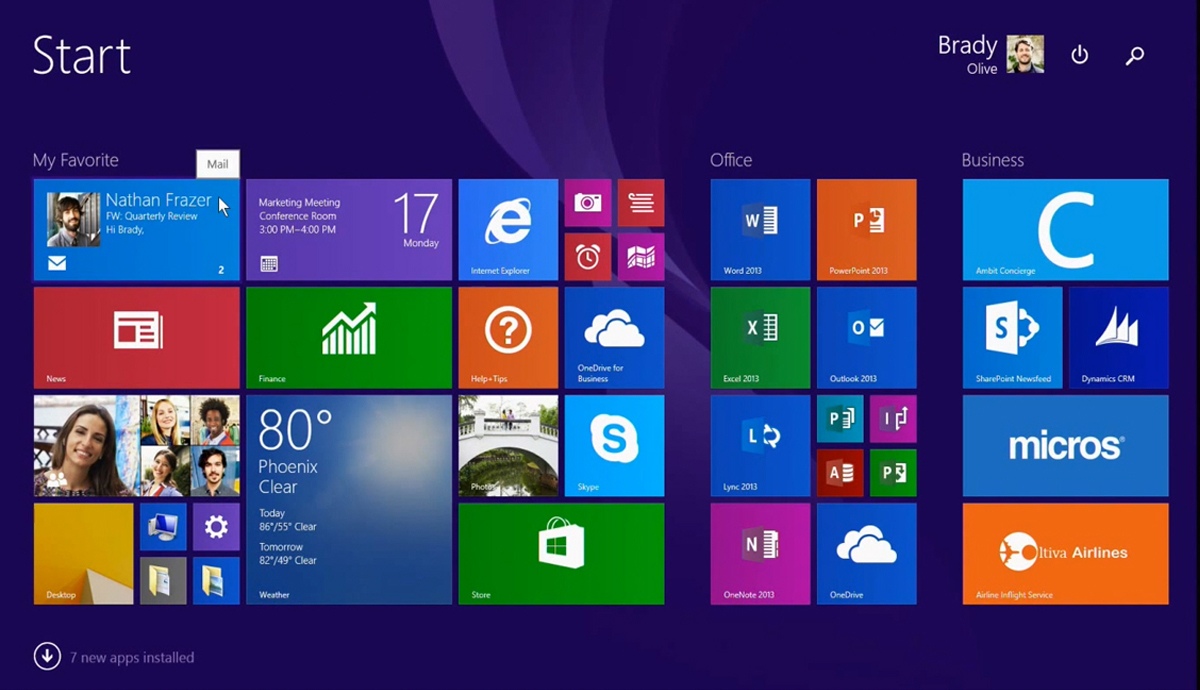 Start
Brady
Olive
My Favorite
Mail
Office
Business
Nathan Frazer
FW: Quarterly Review
Hi Brady,
2
Marketing Meeting
Conference Room
3:00 PM–4:00 PM
17
Monday
Internet Explorer
Word 2013
PowerPoint 2013
Ambit Concierge
News
Finance
Help+Tips
OneDrive for
Business
Excel 2013
Outlook 2013
SharePoint Newsfeed
Dynamics CRM
80°
Phoenix
Clear
Today
86°/55° Clear
Tomorrow
82°/49° Clear
Weather
Photos
Skype
Lync 2013
micros®
Desktop
Store
OneNote 2013
OneDrive
Oltiva Airlines
Airline Inflight Service
7 new apps installed